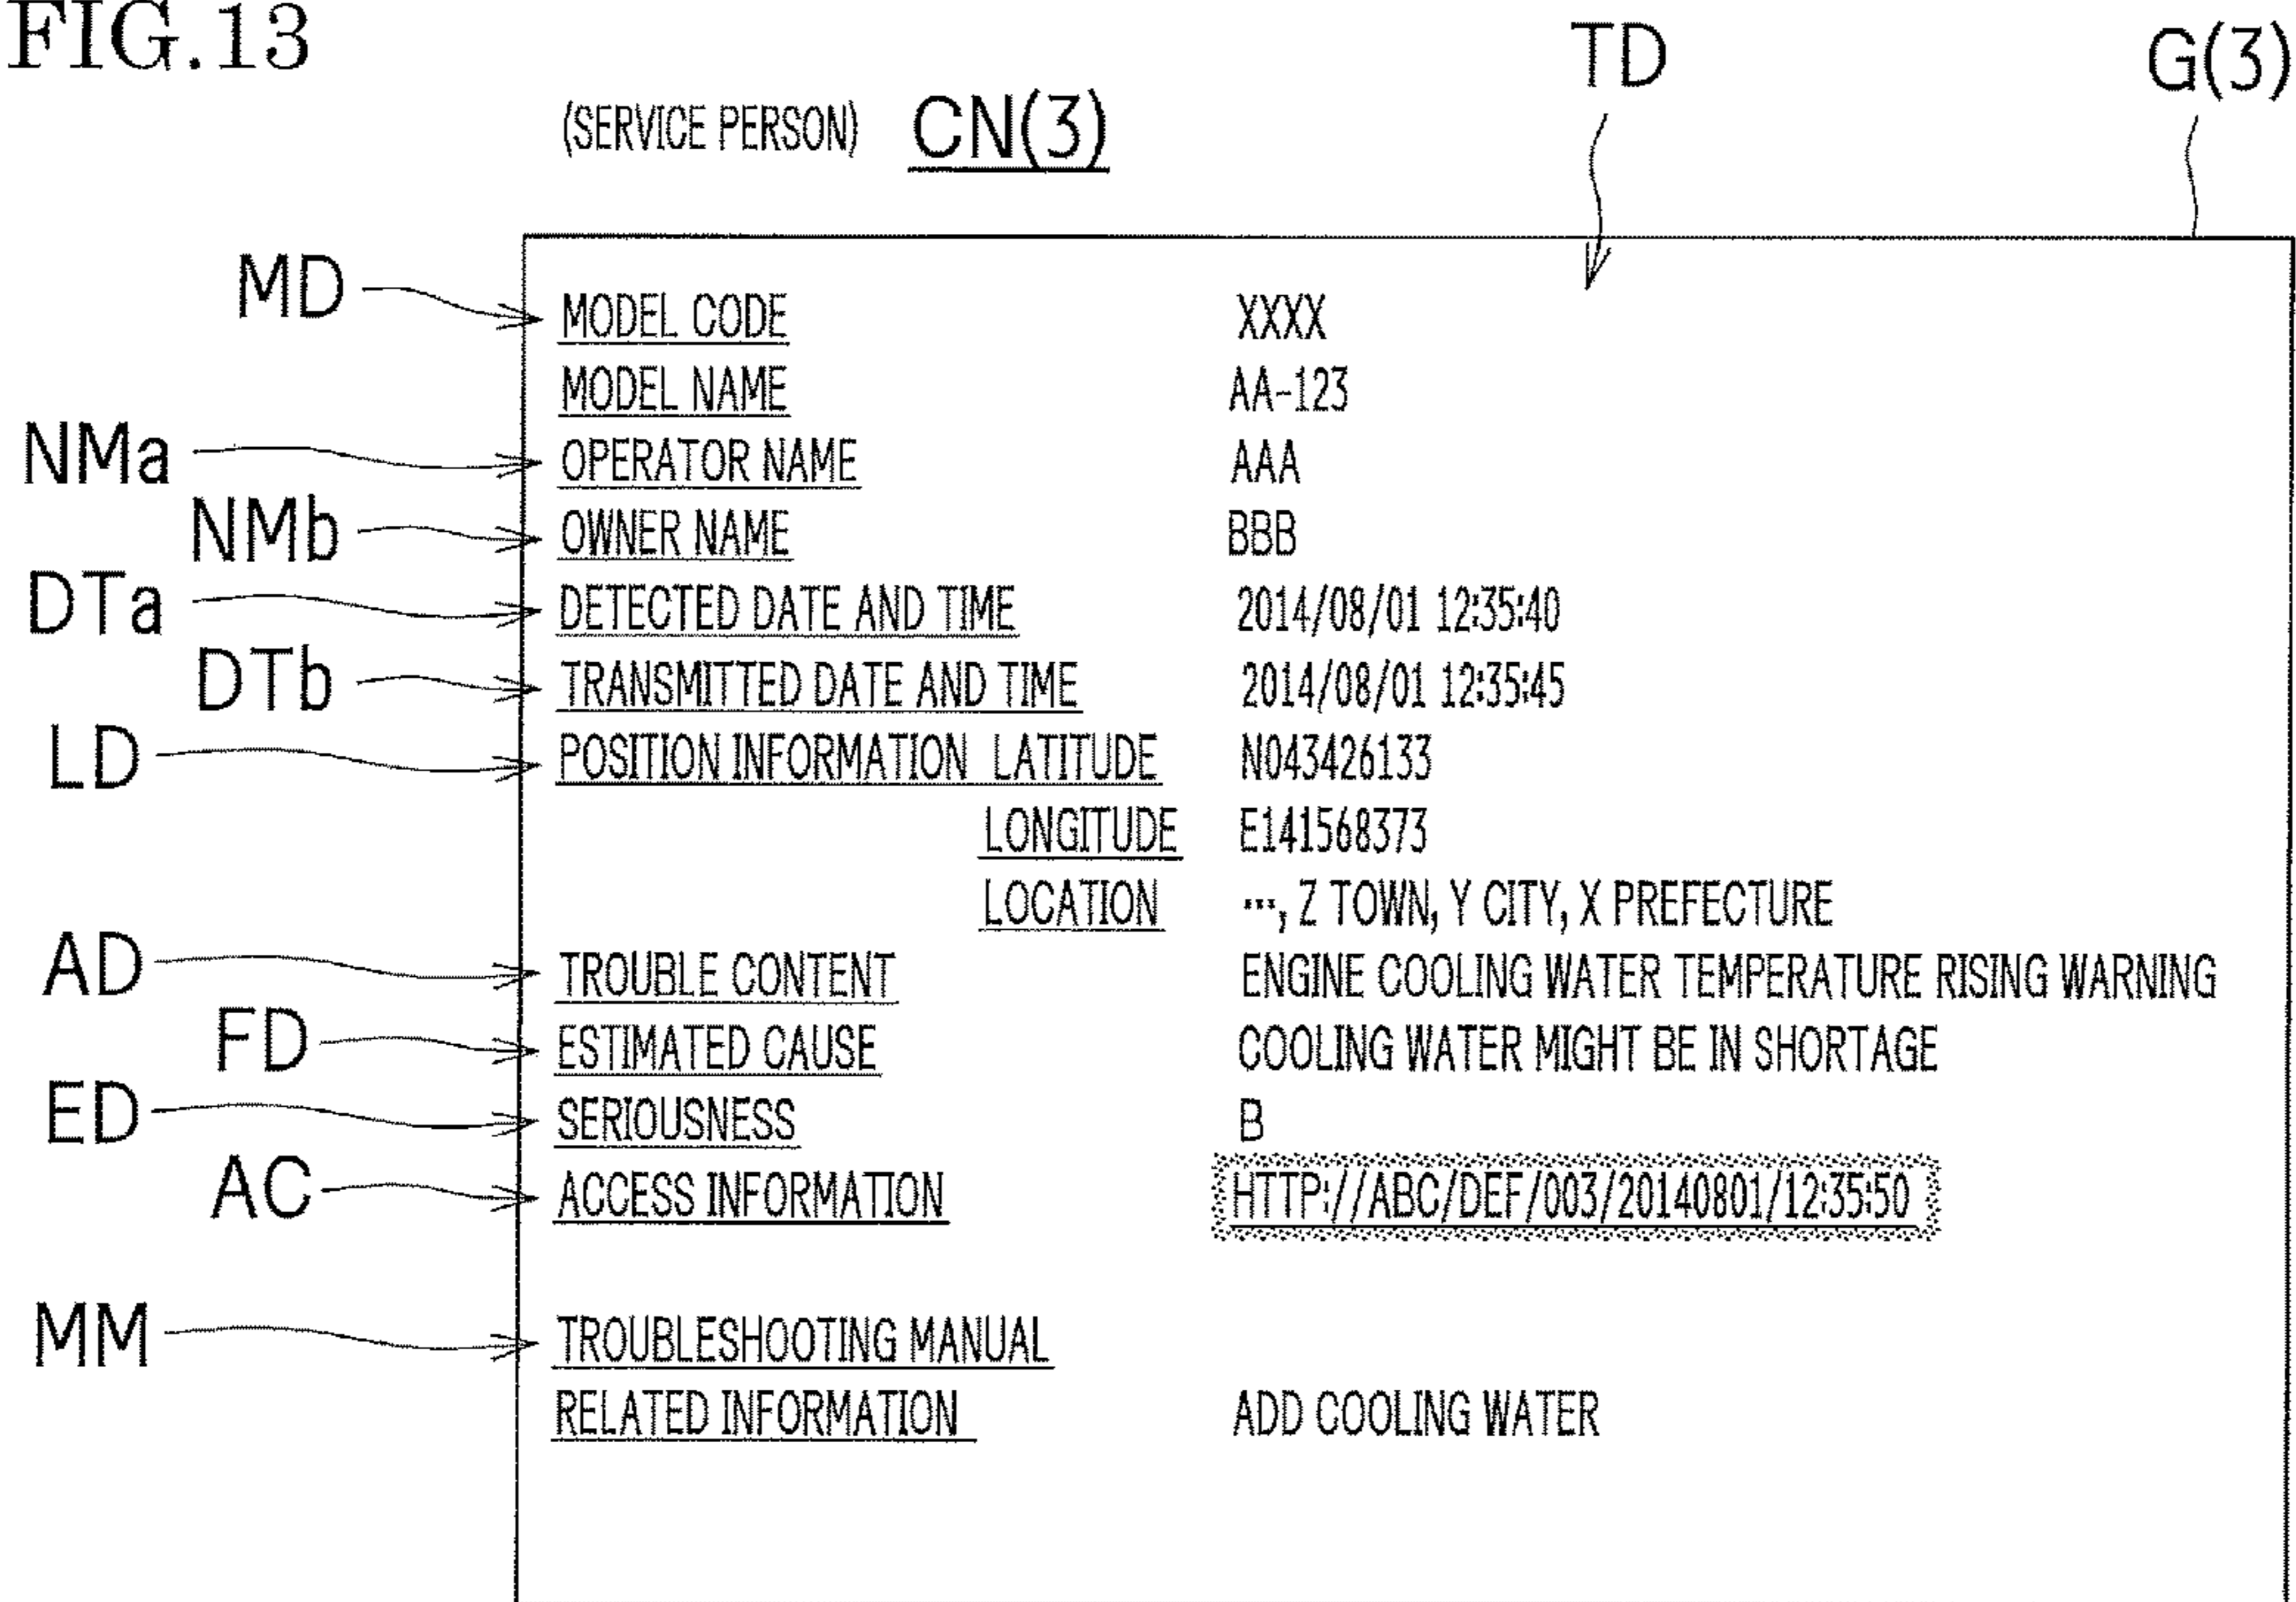 FIG.13
TD
G(3)
(SERVICE PERSON) CN(3)
MD MODEL CODE XXXX
MODEL NAME AA-123
NMa OPERATOR NAME AAA
NMb OWNER NAME BBB
DTa DETECTED DATE AND TIME 2014/08/01 12:35:40
DTb TRANSMITTED DATE AND TIME 2014/08/01 12:35:45
LD POSITION INFORMATION LATITUDE N043426133
LONGITUDE E141568373
LOCATION ···, Z TOWN, Y CITY, X PREFECTURE
AD TROUBLE CONTENT ENGINE COOLING WATER TEMPERATURE RISING WARNING
FD ESTIMATED CAUSE COOLING WATER MIGHT BE IN SHORTAGE
ED SERIOUSNESS B
AC ACCESS INFORMATION HTTP://ABC/DEF/003/20140801/12:35:50
MM TROUBLESHOOTING MANUAL
RELATED INFORMATION ADD COOLING WATER